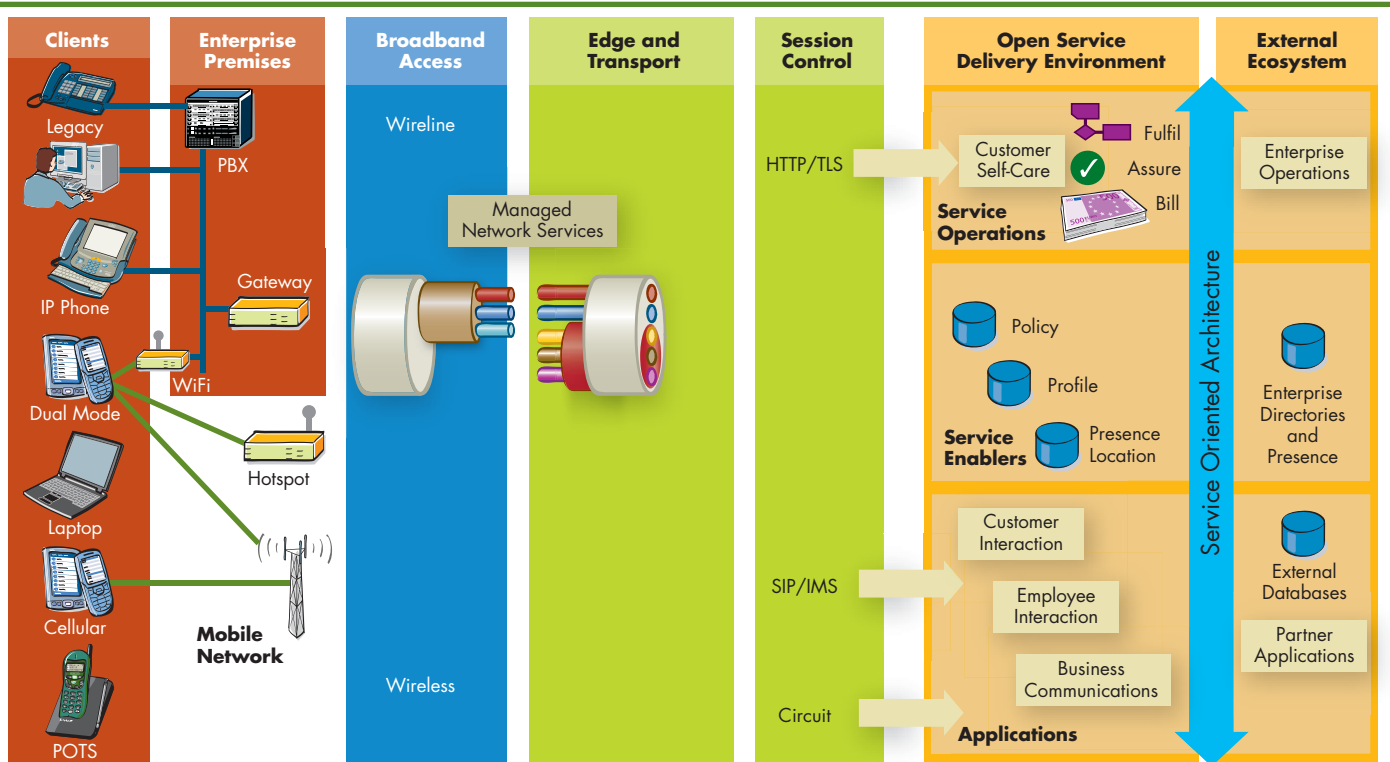 Clients
Enterprise
Premises
Broadband
Access
Edge and
Transport
Session
Control
Open Service
Delivery Environment
External
Ecosystem
Legacy
PBX
IP Phone
Gateway
WiFi
Dual Mode
Hotspot
Laptop
Cellular
Mobile
Network
POTS
Wireline
Managed
Network Services
Wireless
HTTP/TLS
SIP/IMS
Circuit
Customer
Self-Care
Fulfil
Assure
Bill
500
500
Service
Operations
Policy
Profile
Presence
Location
Service
Enablers
Customer
Interaction
Employee
Interaction
Business
Communications
Applications
Service Oriented Architecture
Enterprise
Operations
Enterprise
Directories
and
Presence
External
Databases
Partner
Applications